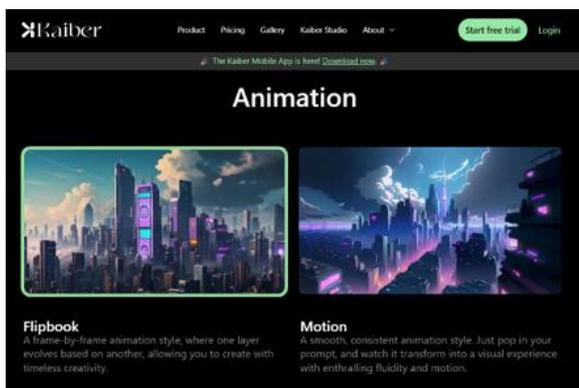 Kaiber
Product Pricing Gallery Kaiber Studio About
Start free trial Login
The Kaiber Mobile App is here! Download now.
Animation
Flipbook
A frame-by-frame animation style, where one layer
evolves based on another, allowing you to create with
timeless creativity.
Motion
A smooth, consistent animation style. Just pop in your
prompt, and watch it transform into a visual experience
with enthralling fluidity and motion.